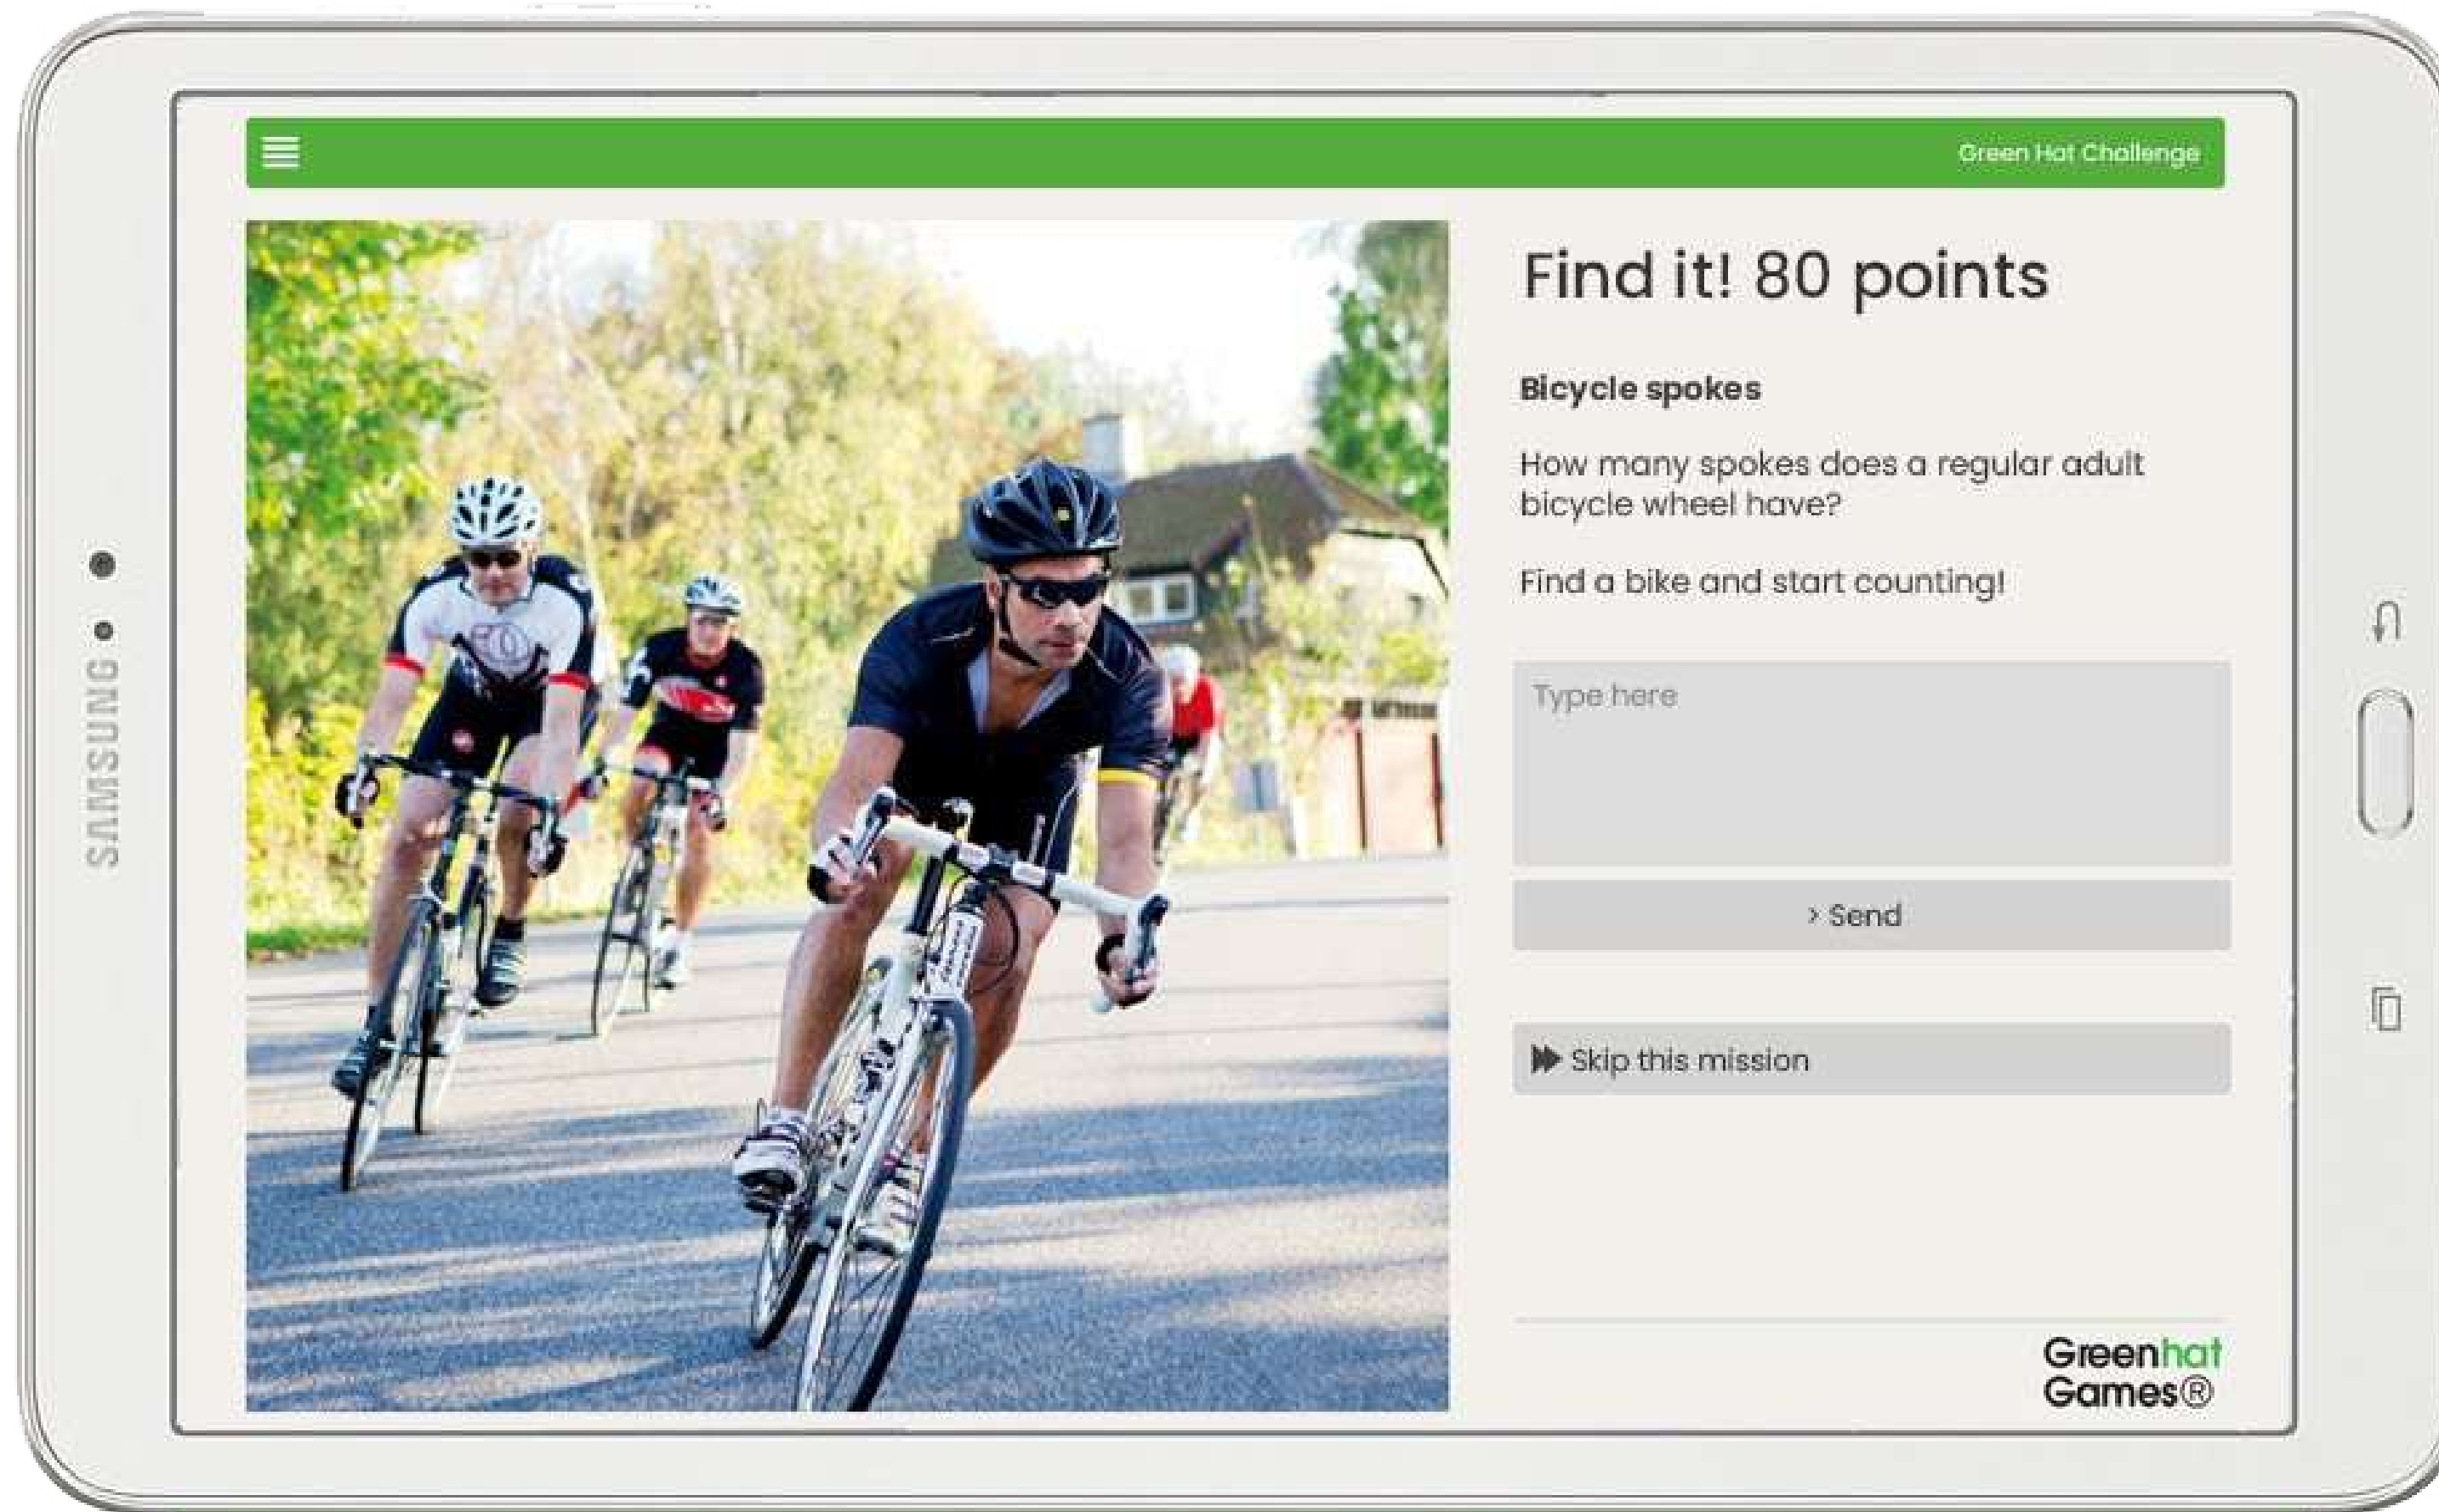 SAMSUNG
Green Hat Challenge
Find it! 80 points
Bicycle spokes
How many spokes does a regular adult
bicycle wheel have?
Find a bike and start counting!
Type here
> Send
Skip this mission
Greenhat
Games®